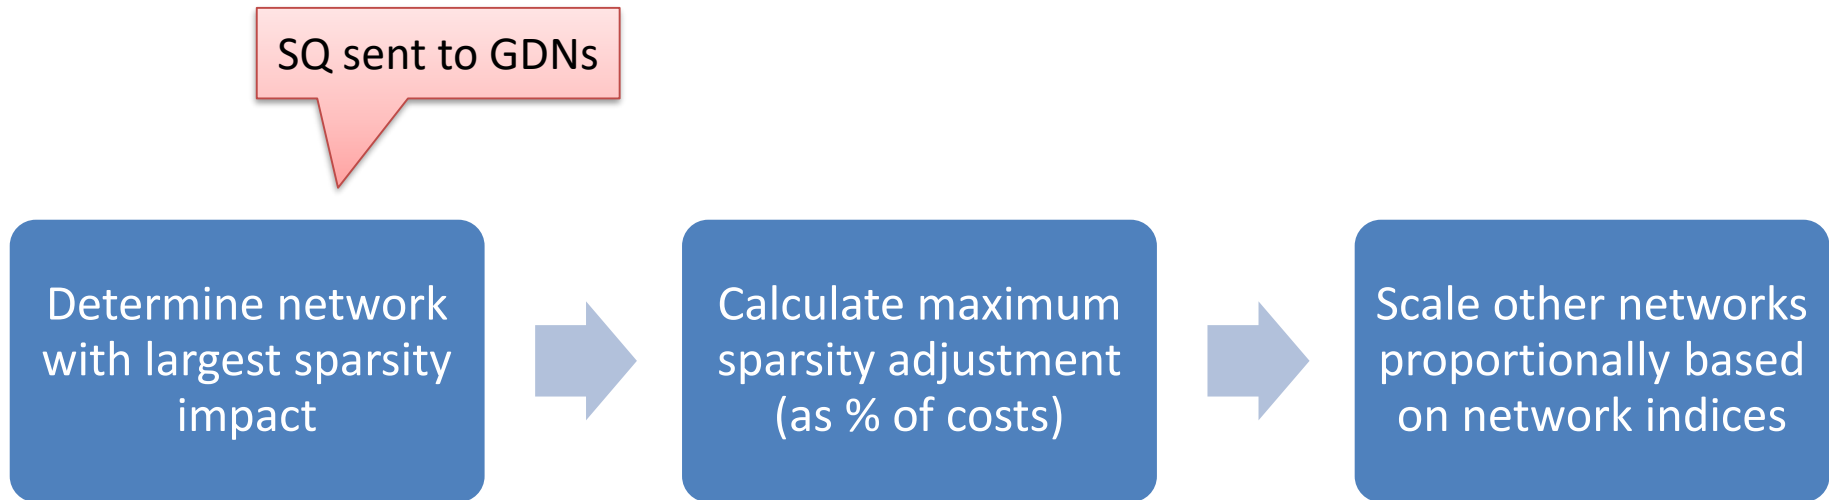 SQ sent to GDNs
Determine network
with largest sparsity
impact
Calculate maximum
sparsity adjustment
(as % of costs)
Scale other networks
proportionally based
on network indices